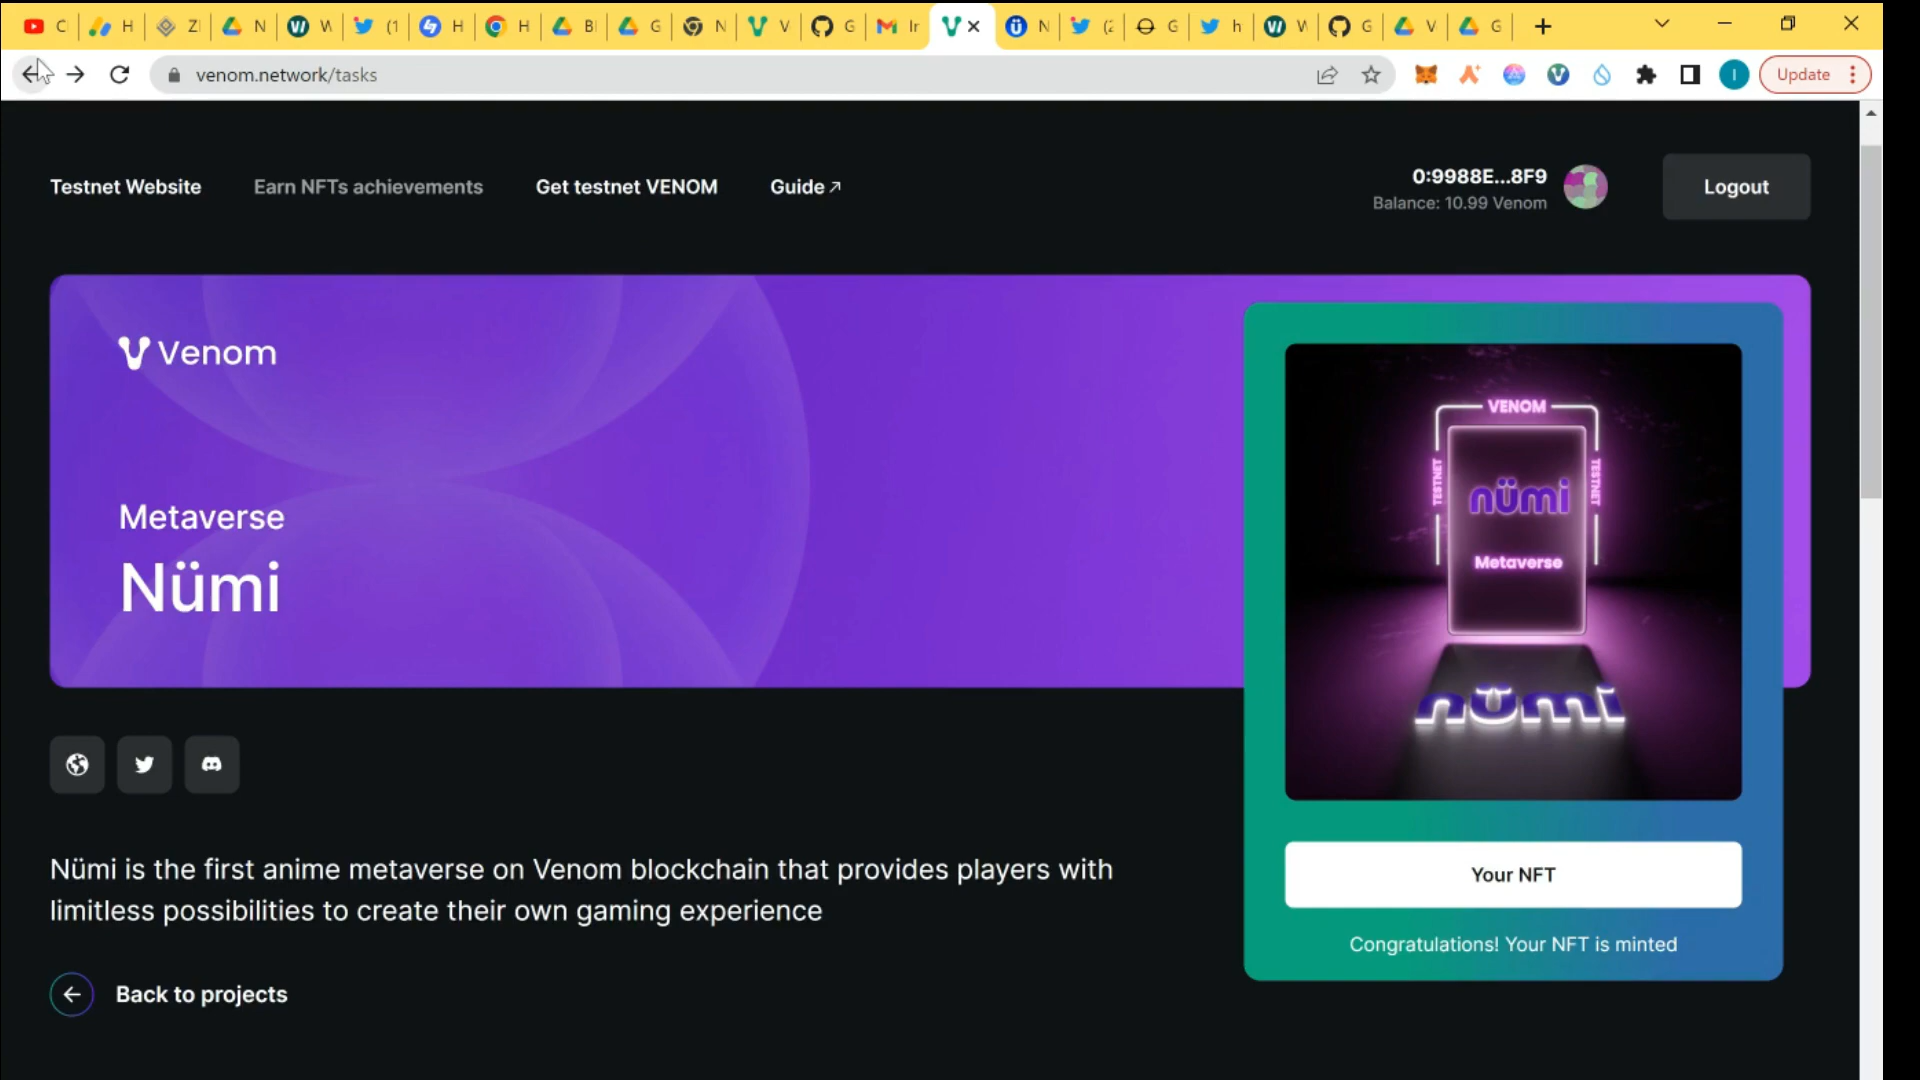 C H Z N W (1 H H B G N V G Ir N (2 G h W G V G
venom.network/tasks
I
Update
Testnet Website Earn NFTs achievements Get testnet VENOM Guide↗
0:9988E...8F9
Balance: 10.99 Venom
Logout
Venom
Metaverse
Nümi
VENOM
TESTNET
TESTNET
nümi
Metaverse
nümi
Nümi is the first anime metaverse on Venom blockchain that provides players with
limitless possibilities to create their own gaming experience
Your NFT
Congratulations! Your NFT is minted
Back to projects